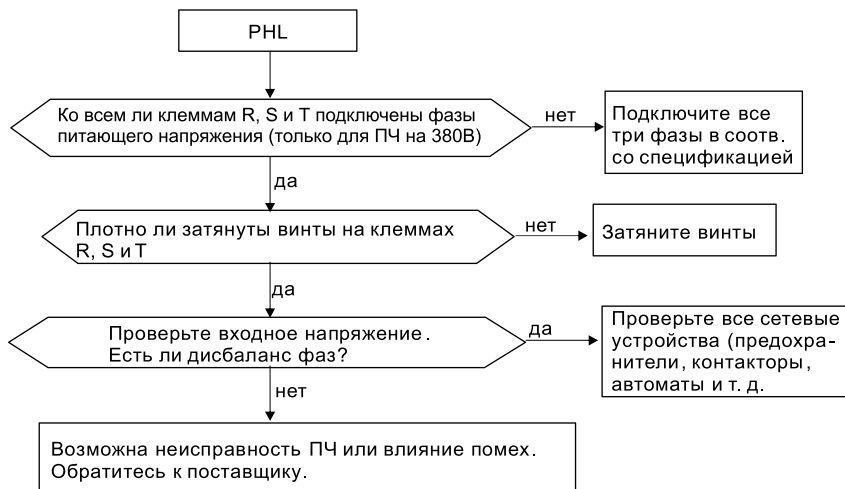 PHL
Ко всем ли клеммам R, S и T подключены фазы
питающего напряжения (только для ПЧ на 380В)
нет
Подключите все
три фазы в соотв.
со спецификацией
да
Плотно ли затянуты винты на клеммах
R, S и T
нет
Затяните винты
да
Проверьте входное напряжение.
Есть ли дисбаланс фаз?
да
Проверьте все сетевые
устройства (предохра-
нители, контакторы,
автоматы и т. д.
нет
Возможна неисправность ПЧ или влияние помех.
Обратитесь к поставщику.